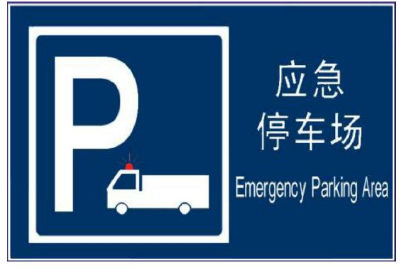 P
应急
停车场
Emergency Parking Area